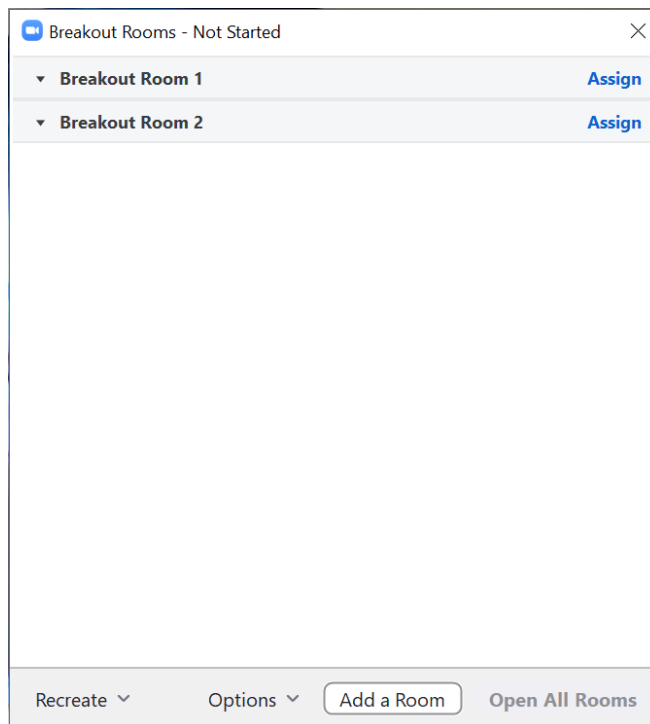 Breakout Rooms - Not Started
Breakout Room 1 Assign
Breakout Room 2 Assign
Recreate Options Add a Room Open All Rooms